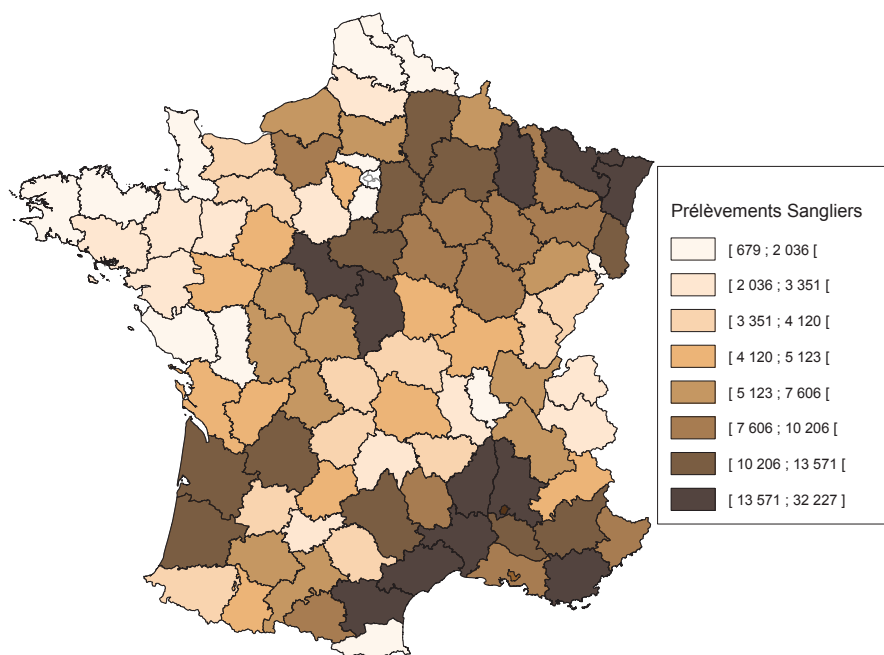 Prélèvements Sangliers
[ 679 ; 2 036 [
[ 2 036 ; 3 351 [
[ 3 351 ; 4 120 [
[ 4 120 ; 5 123 [
[ 5 123 ; 7 606 [
[ 7 606 ; 10 206 [
[ 10 206 ; 13 571 [
[ 13 571 ; 32 227 ]